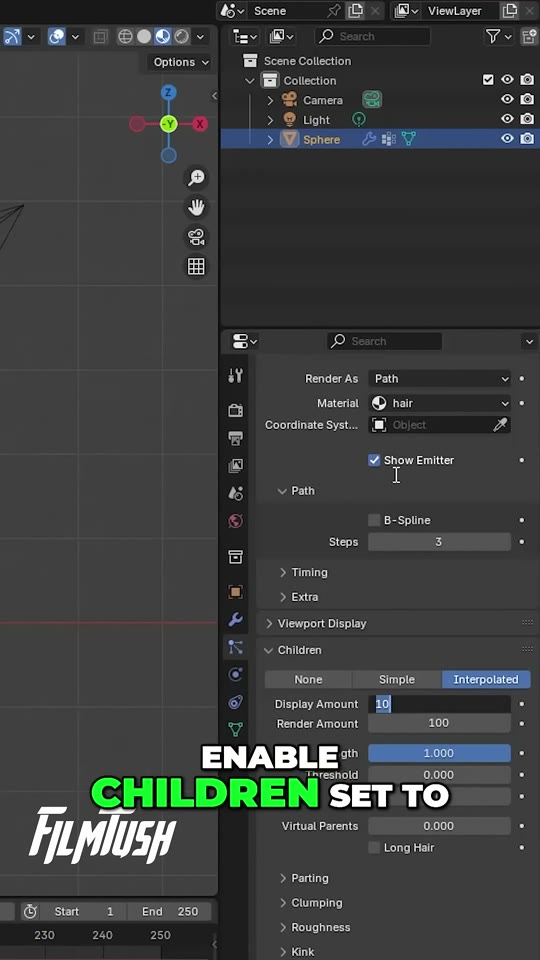 Scene
ViewLayer
Search
Options
Scene Collection
Collection
Camera
Light
Sphere
Z
-Y
X
Search
Render As Path
Material hair
Coordinate Syst... Object
Show Emitter
Path
B-Spline
Steps 3
Timing
Extra
Viewport Display
Children
None Simple Interpolated
Display Amount 10
Render Amount 100
1.000
Threshold 0.000
ENABLE
CHILDREN SET TO
FILMTUSH
Virtual Parents 0.000
Long Hair
Parting
Clumping
Roughness
Kink
Start 1 End 250
230 240 250